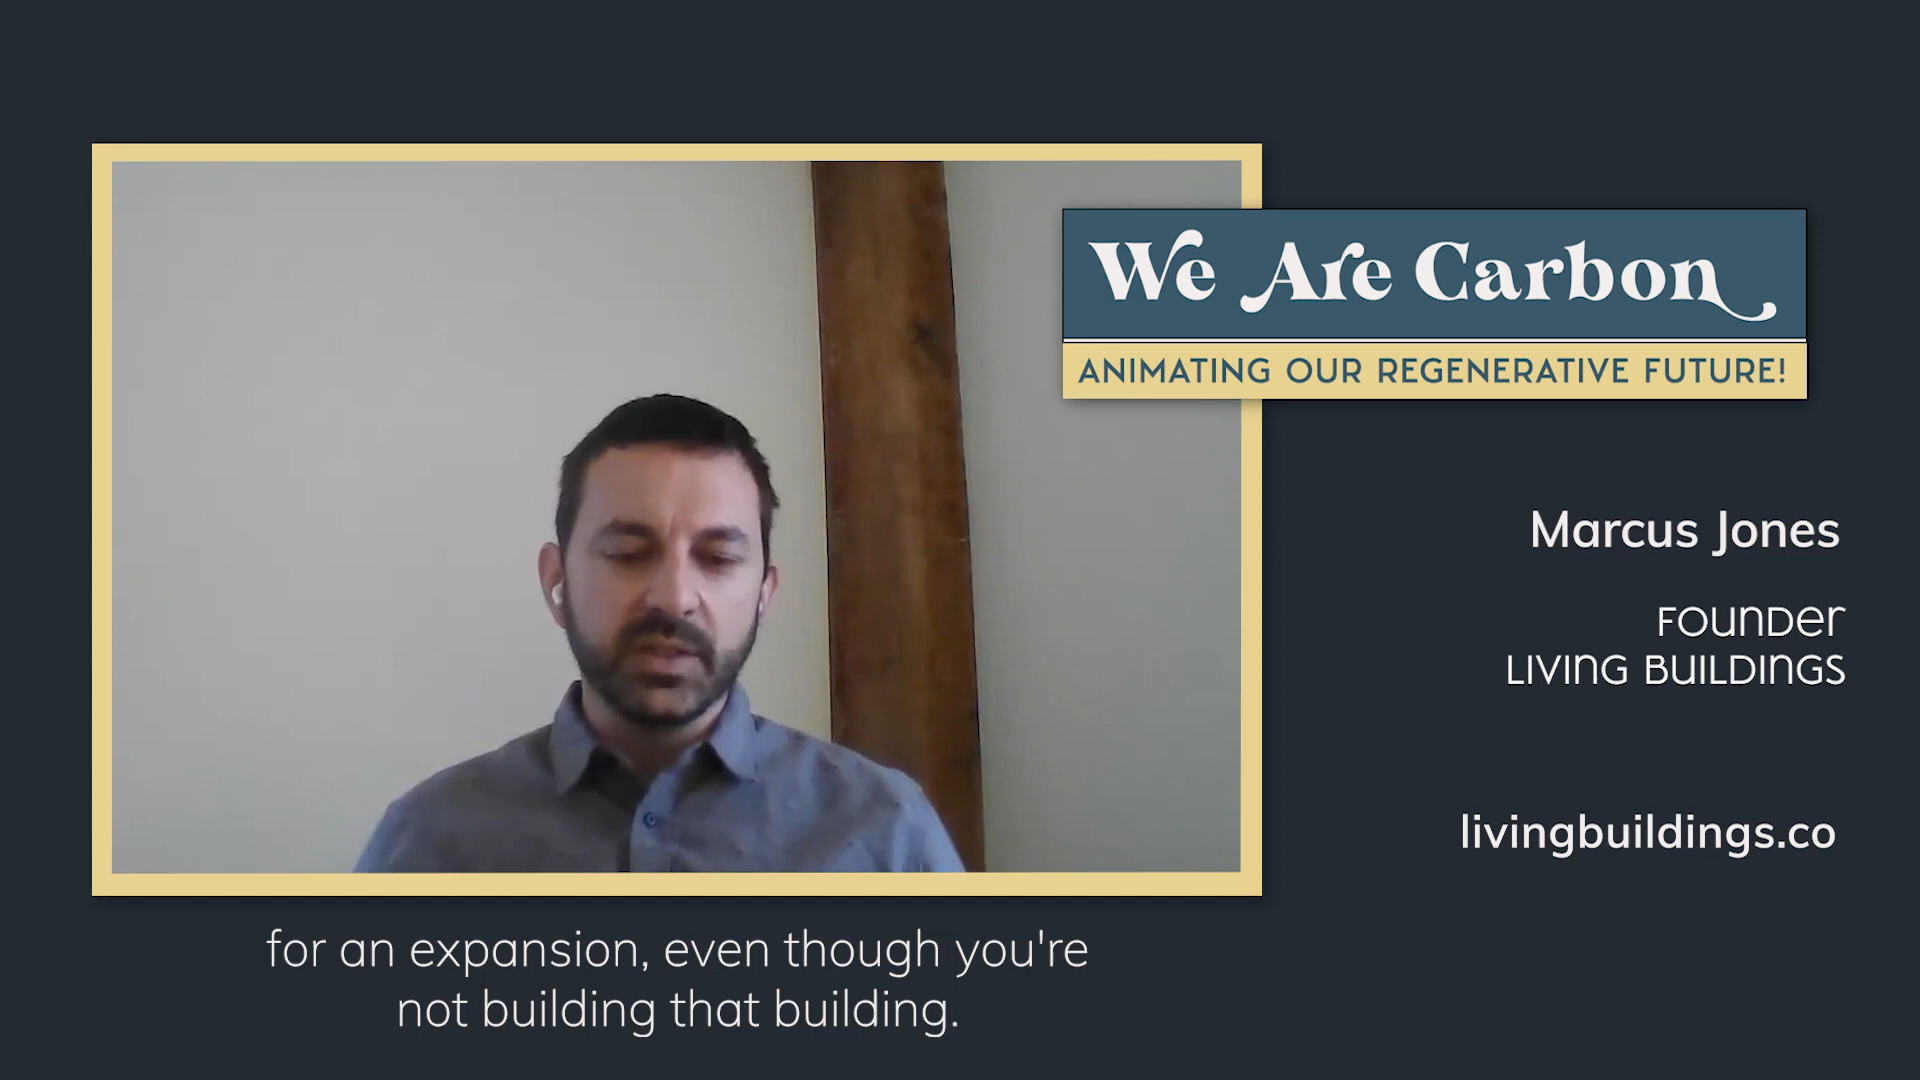 We Are Carbon
ANIMATING OUR REGENERATIVE FUTURE!
Marcus Jones
FOUNDER
LIVING BUILDINGS
livingbuildings.co
for an expansion, even though you're
not building that building.